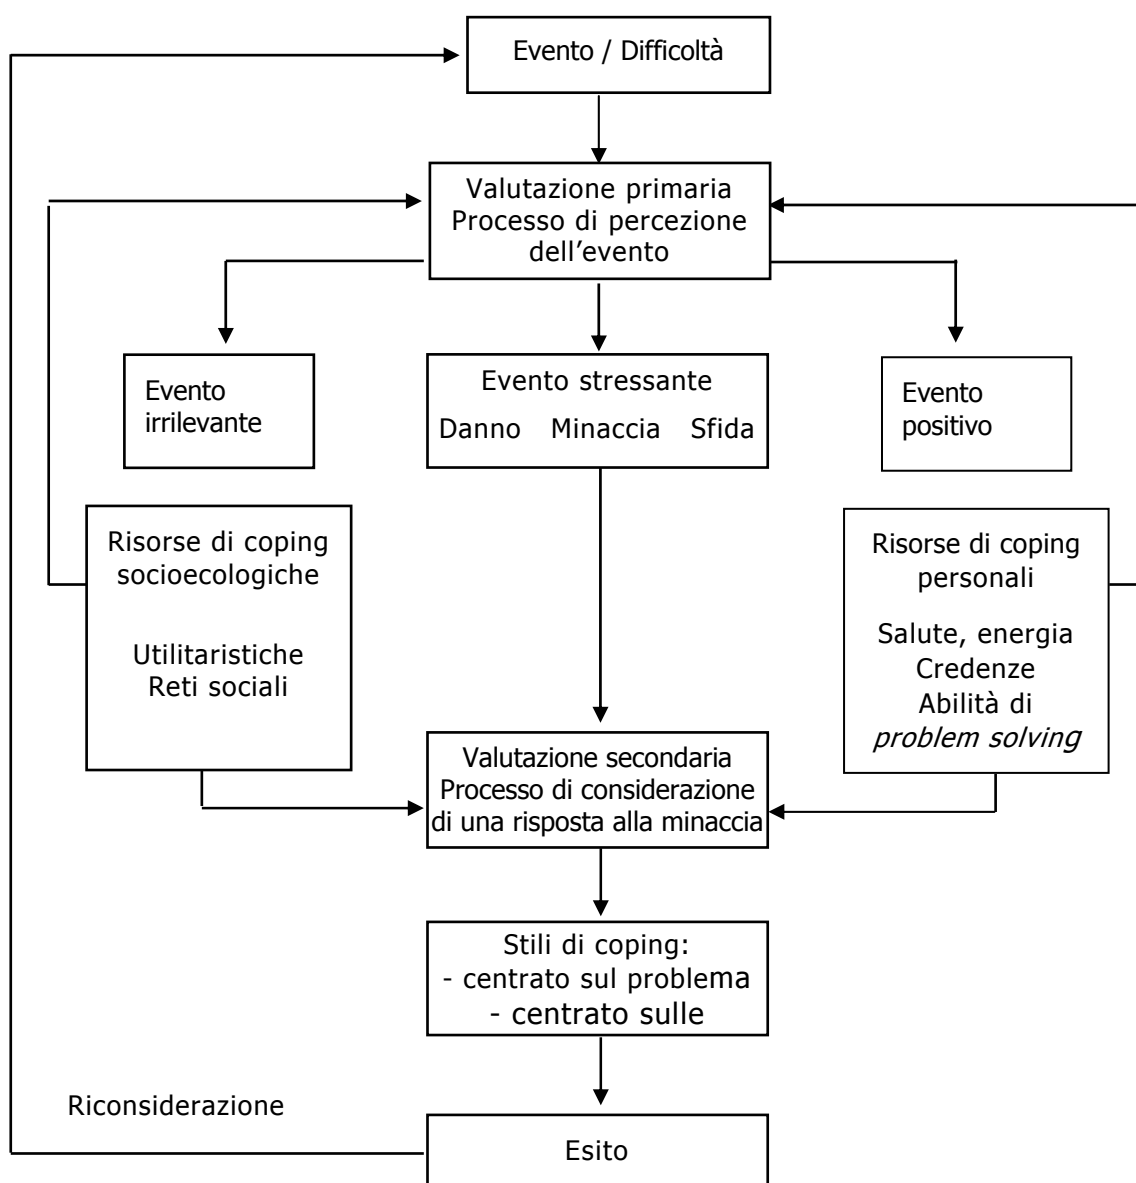 Evento / Difficoltà
Valutazione primaria
Processo di percezione
dell'evento
Evento
irrilevante
Evento stressante
Danno Minaccia Sfida
Evento
positivo
Risorse di coping
socioecologiche
Utilitaristiche
Reti sociali
Risorse di coping
personali
Salute, energia
Credenze
Abilità di
problem solving
Valutazione secondaria
Processo di considerazione
di una risposta alla minaccia
Stili di coping:
- centrato sul problema
- centrato sulle
Riconsiderazione
Esito